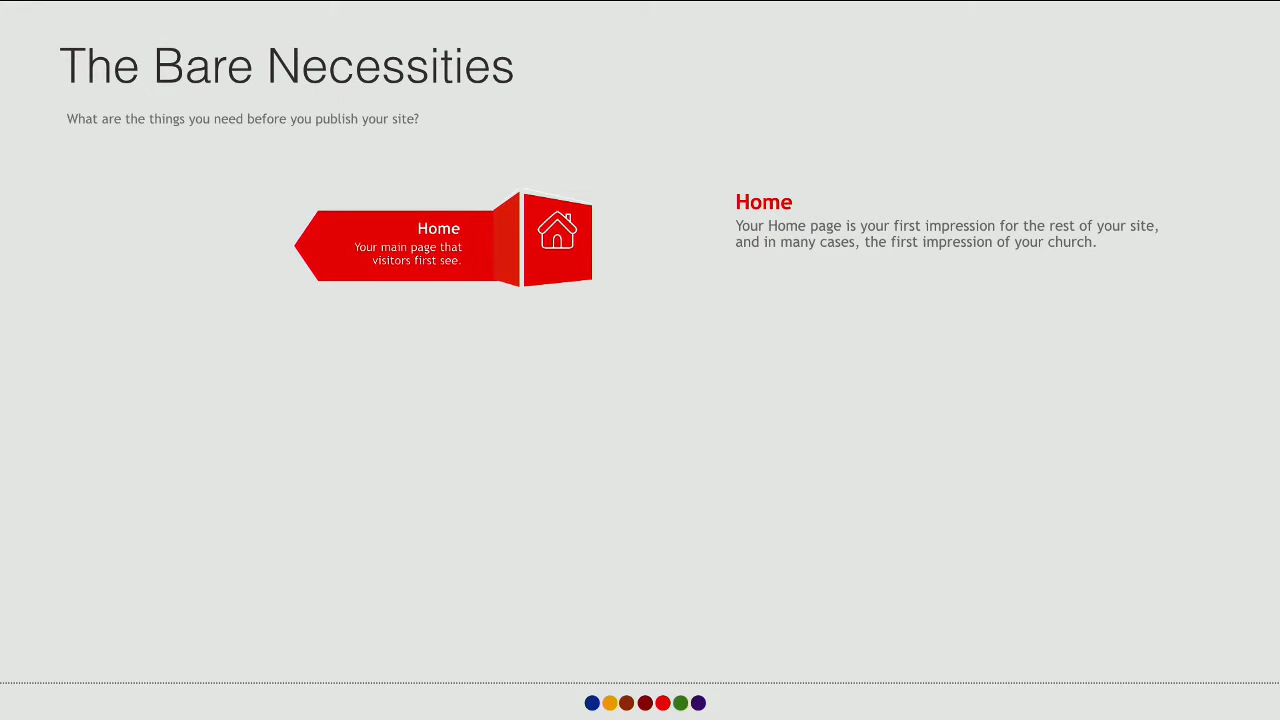 The Bare Necessities
What are the things you need before you publish your site?
Home
Your main page that
visitors first see.
Home
Your Home page is your first impression for the rest of your site,
and in many cases, the first impression of your church.